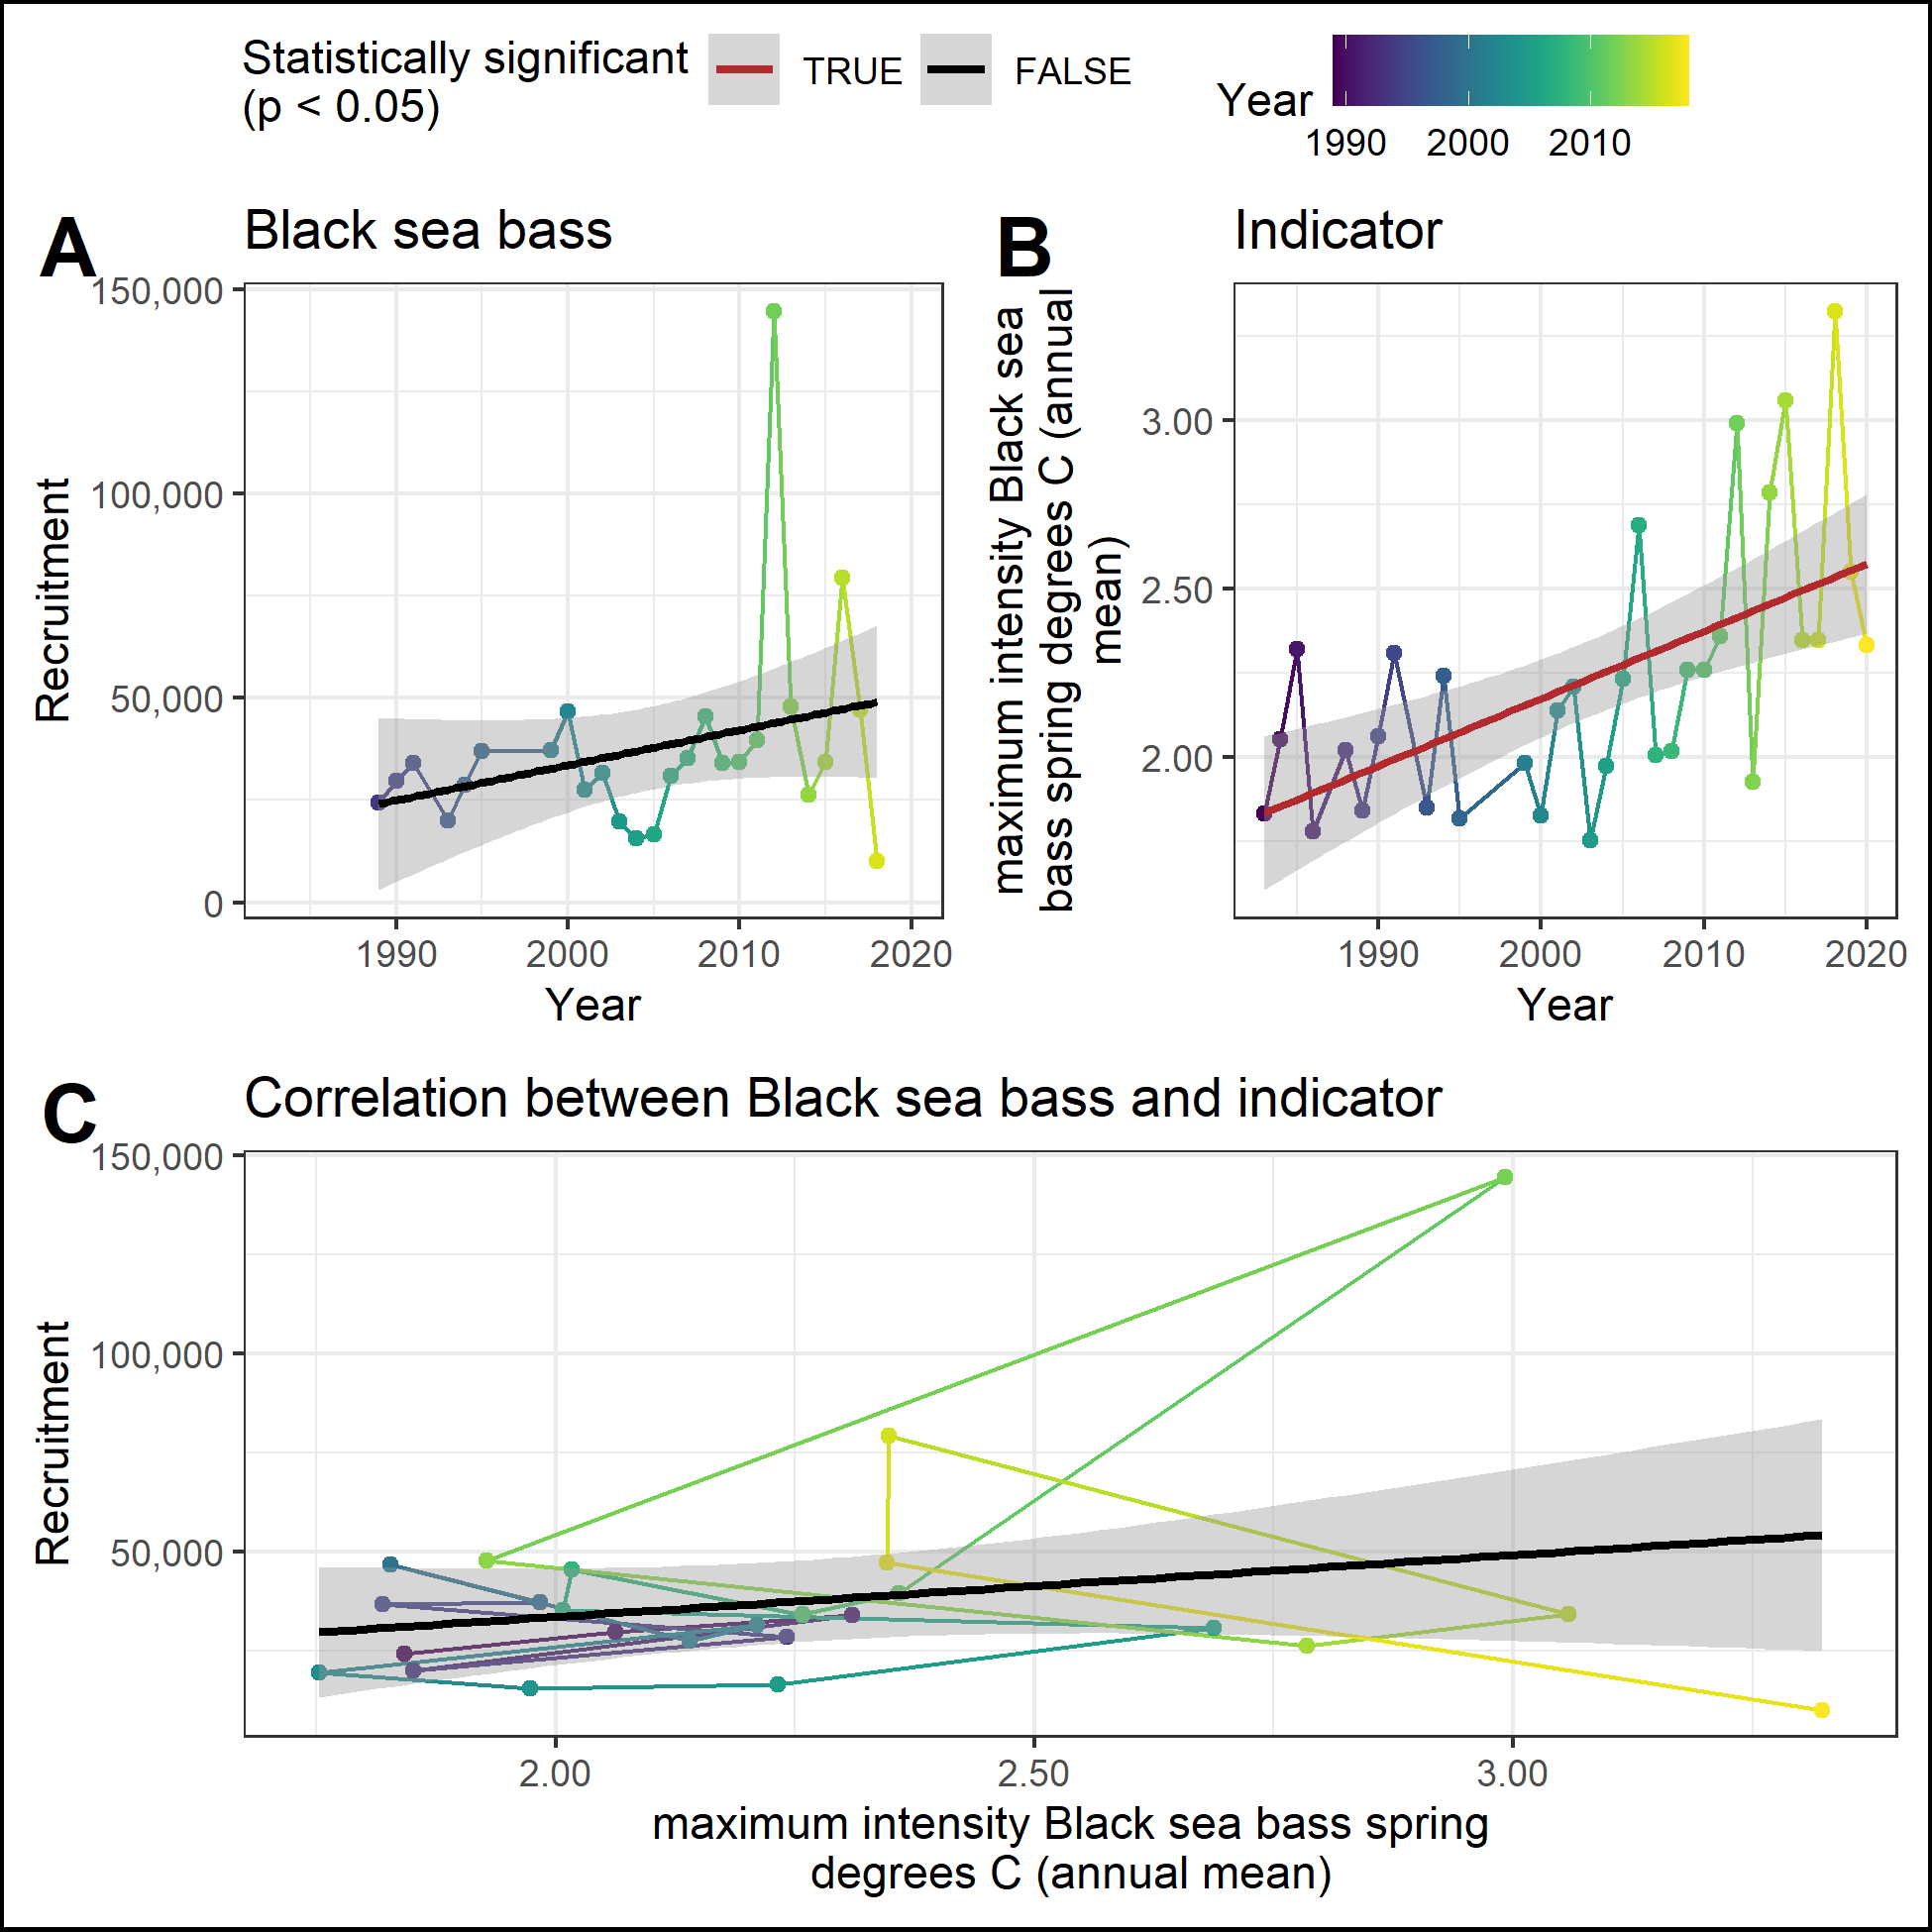 Statistically significant
(p < 0.05)
TRUE
FALSE
Year
1990 2000 2010
A
Black sea bass
150,000
100,000
50,000
0
Recruitment
1990 2000 2010 2020
Year
B
Indicator
maximum intensity Black sea
bass spring degrees C (annual
mean)
3.00
2.50
2.00
1990 2000 2010 2020
Year
C
Correlation between Black sea bass and indicator
150,000
100,000
50,000
Recruitment
2.00 2.50 3.00
maximum intensity Black sea bass spring
degrees C (annual mean)